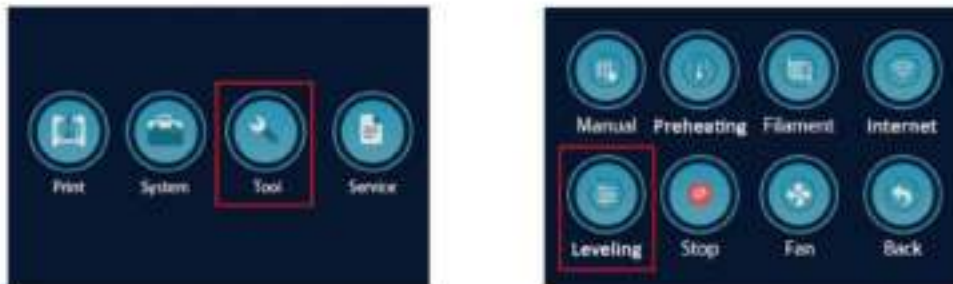 Print System Tool Service
Manual Preheating Filament Internet
Leveling Stop Fan Back